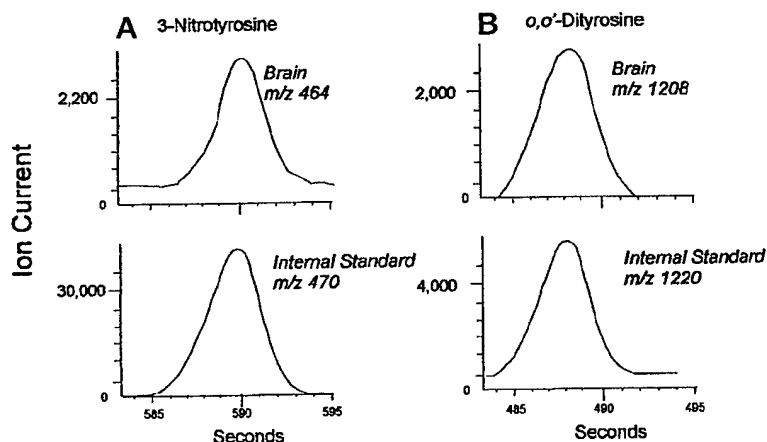 A 3-Nitrotyrosine
Brain
m/z 464
2,200
0
Internal Standard
m/z 470
30,000
0
585 590 595
Seconds
Ion Current
B o,o'-Dityrosine
Brain
m/z 1208
2,000
0
Internal Standard
m/z 1220
4,000
0
485 490 495
Seconds